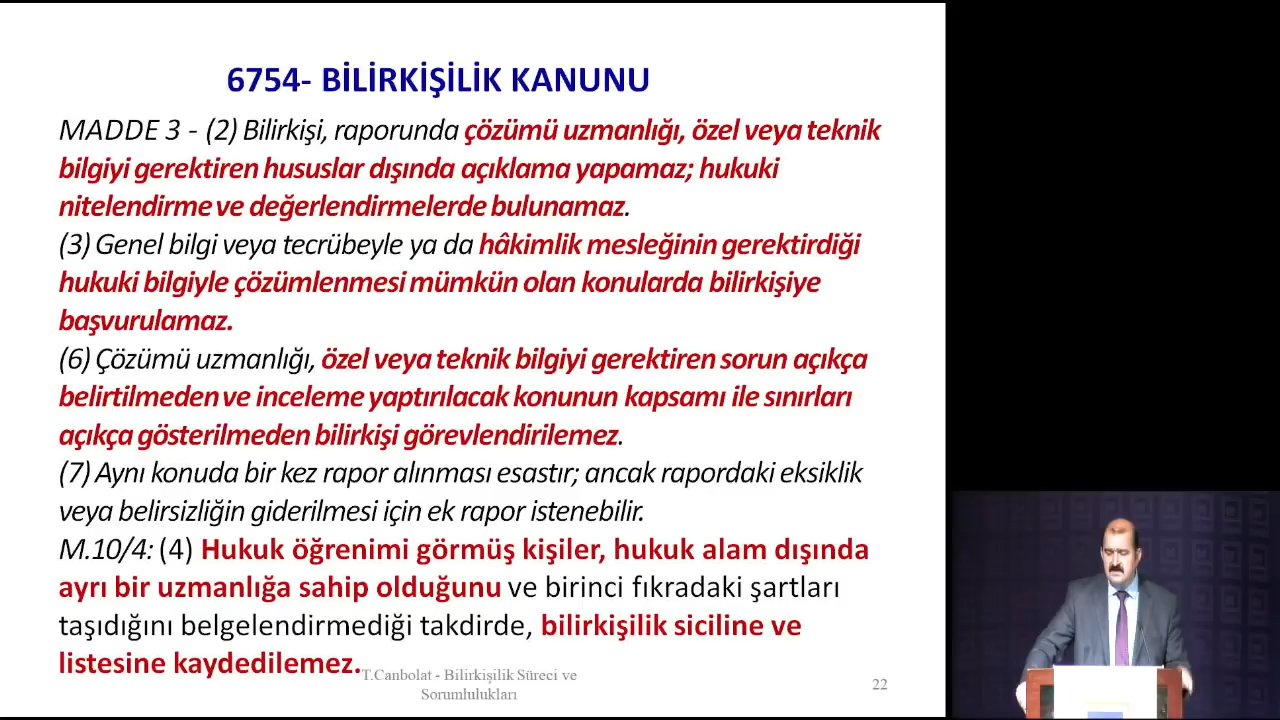 6754- BİLİRKİŞİLİK KANUNU
MADDE 3 - (2) Bilirkişi, raporunda çözümü uzmanlığı, özel veya teknik
bilgiyi gerektiren hususlar dışında açıklama yapamaz; hukuki
nitelendirme ve değerlendirmelerde bulunamaz.
(3) Genel bilgi veya tecrübeyle ya da hâkimlik mesleğinin gerektirdiği
hukuki bilgiyle çözümlenmesi mümkün olan konularda bilirkişiye
başvurulamaz.
(6) Çözümü uzmanlığı, özel veya teknik bilgiyi gerektiren sorun açıkça
belirtilmeden ve inceleme yaptırılacak konunun kapsamı ile sınırları
açıkça gösterilmeden bilirkişi görevlendirilemez.
(7) Aynı konuda bir kez rapor alınması esastır; ancak rapordaki eksiklik
veya belirsizliğin giderilmesi için ek rapor istenebilir.
M.10/4: (4) Hukuk öğrenimi görmüş kişiler, hukuk alam dışında
ayrı bir uzmanlığa sahip olduğunu ve birinci fıkradaki şartları
taşıdığını belgelendirmediği takdirde, bilirkişilik siciline ve
listesine kaydedilemez.
T.Canbolat - Bilirkişilik Süreci ve
Sorumlulukları
22